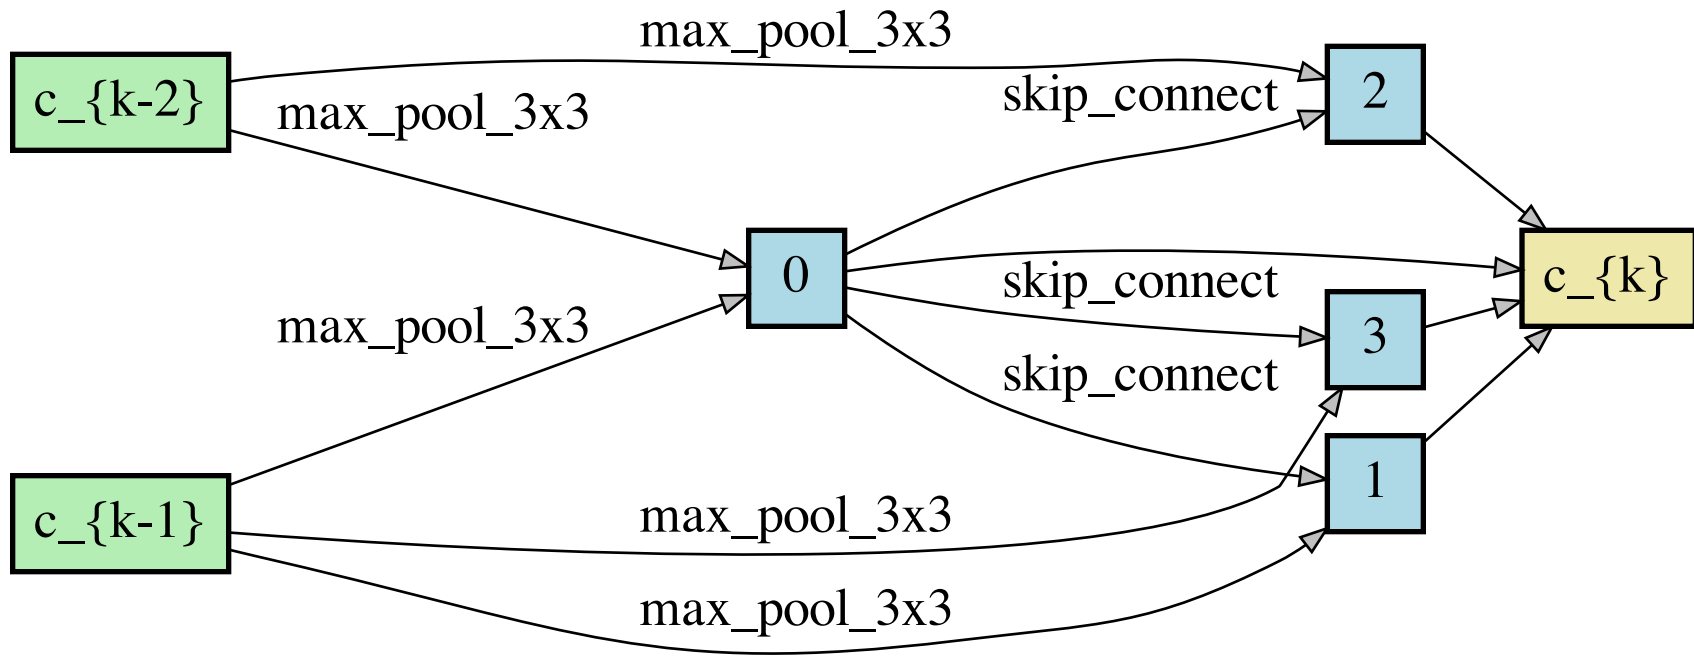 max_pool_3x3
c_{k-2}
max_pool_3x3
skip_connect
2
max_pool_3x3
0
skip_connect
c_{k}
3
skip_connect
1
c_{k-1}
max_pool_3x3
max_pool_3x3